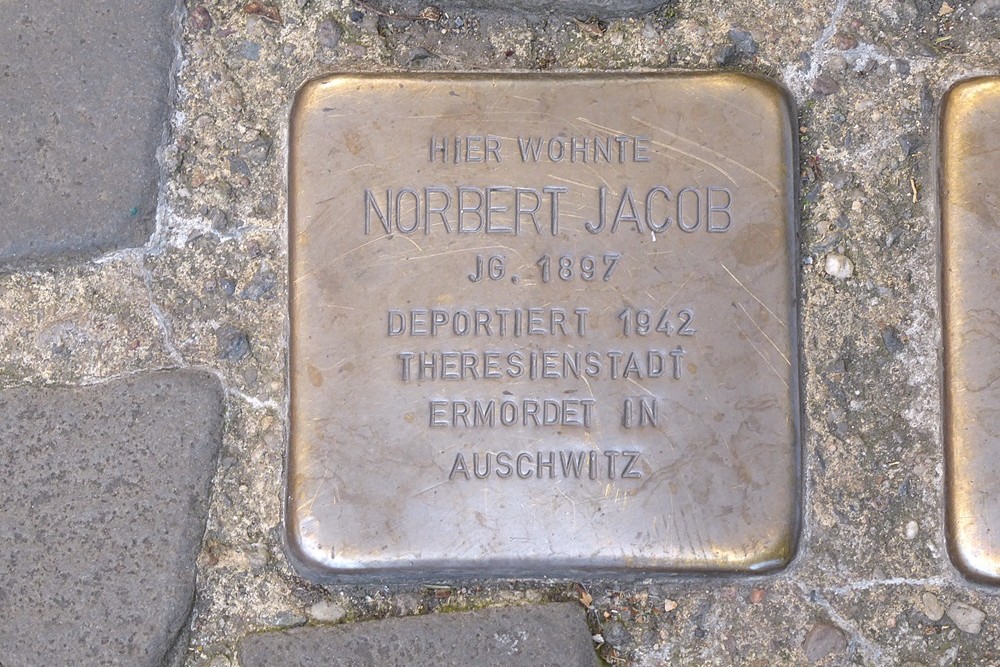 HIER WOHNTE
NORBERT JACOB
JG. 1897
DEPORTIERT 1942
THERESIENSTADT
ERMORDET IN
AUSCHWITZ